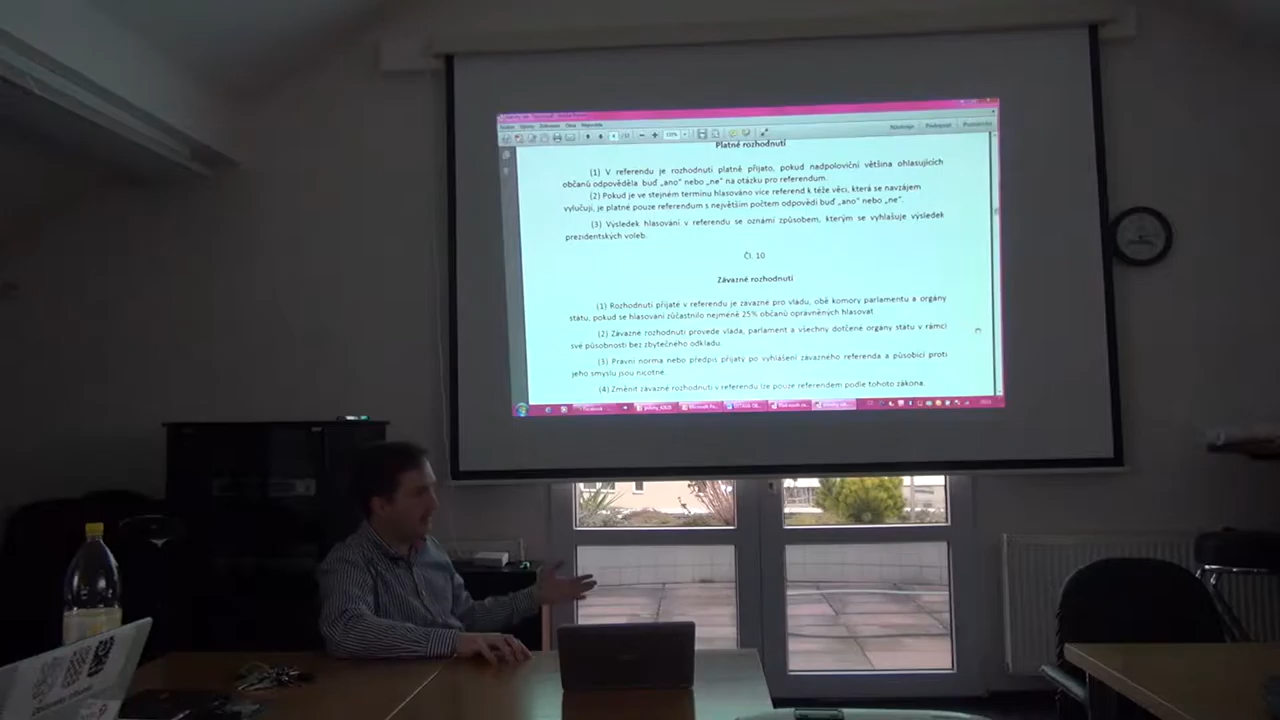 Platné rozhodnutí
(1) V referendu je rozhodnutí platně přijato, pokud nadpoloviční většina ohlasujících
občanů odpověděla buď „ano" nebo „ne" na otázku pro referendum.
(2) Pokud je ve stejném termínu hlasováno více referend k téže věci, která se navzájem
vylučují, je platné pouze referendum s největším počtem odpovědí buď „ano" nebo „ne".
(3) Výsledek hlasování v referendu se oznámí způsobem, kterým se vyhlašuje výsledek
prezidentských voleb.
Čl. 10
Závazné rozhodnutí
(1) Rozhodnutí přijaté v referendu je závazné pro vládu, obě komory parlamentu a orgány
státu, pokud se hlasování zúčastnilo nejméně 25% občanů oprávněných hlasovat
(2) Závazné rozhodnutí provede vláda, parlament a všechny dotčené orgány státu v rámci
své působnosti bez zbytečného odkladu.
(3) Právní norma nebo předpis přijatý po vyhlášení závazného referenda a působící proti
jeho smyslu jsou nicotné.
(4) Změnit závazné rozhodnutí v referendu lze pouze referendem podle tohoto zákona.
Facebook